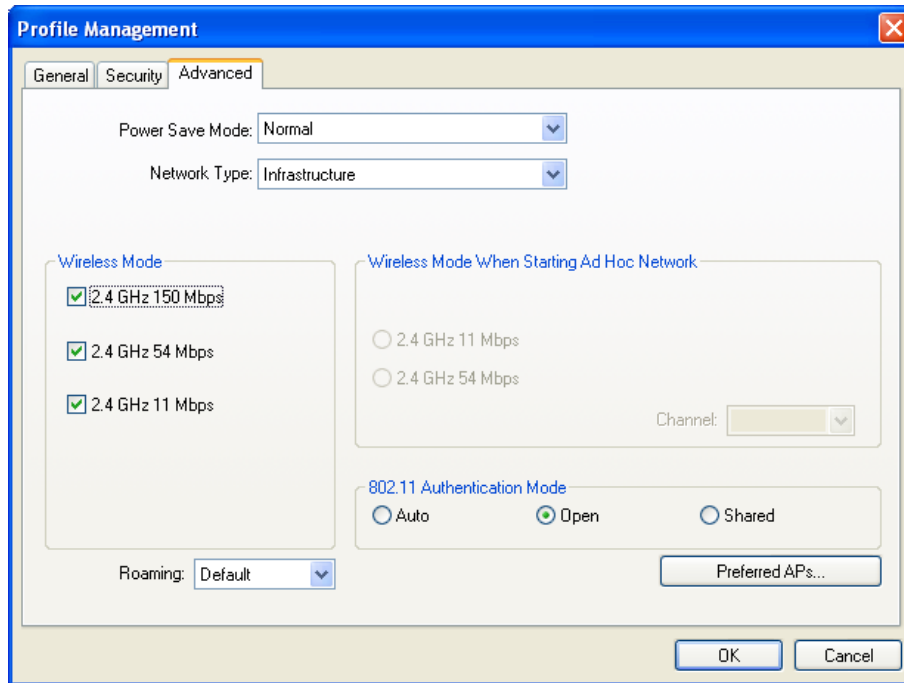 Profile Management
General Security Advanced
Power Save Mode: Normal
Network Type: Infrastructure
Wireless Mode
2.4 GHz 150 Mbps
2.4 GHz 54 Mbps
2.4 GHz 11 Mbps
Wireless Mode When Starting Ad Hoc Network
2.4 GHz 11 Mbps
2.4 GHz 54 Mbps
Channel:
802.11 Authentication Mode
Auto Open Shared
Roaming: Default
Preferred APs...
OK Cancel